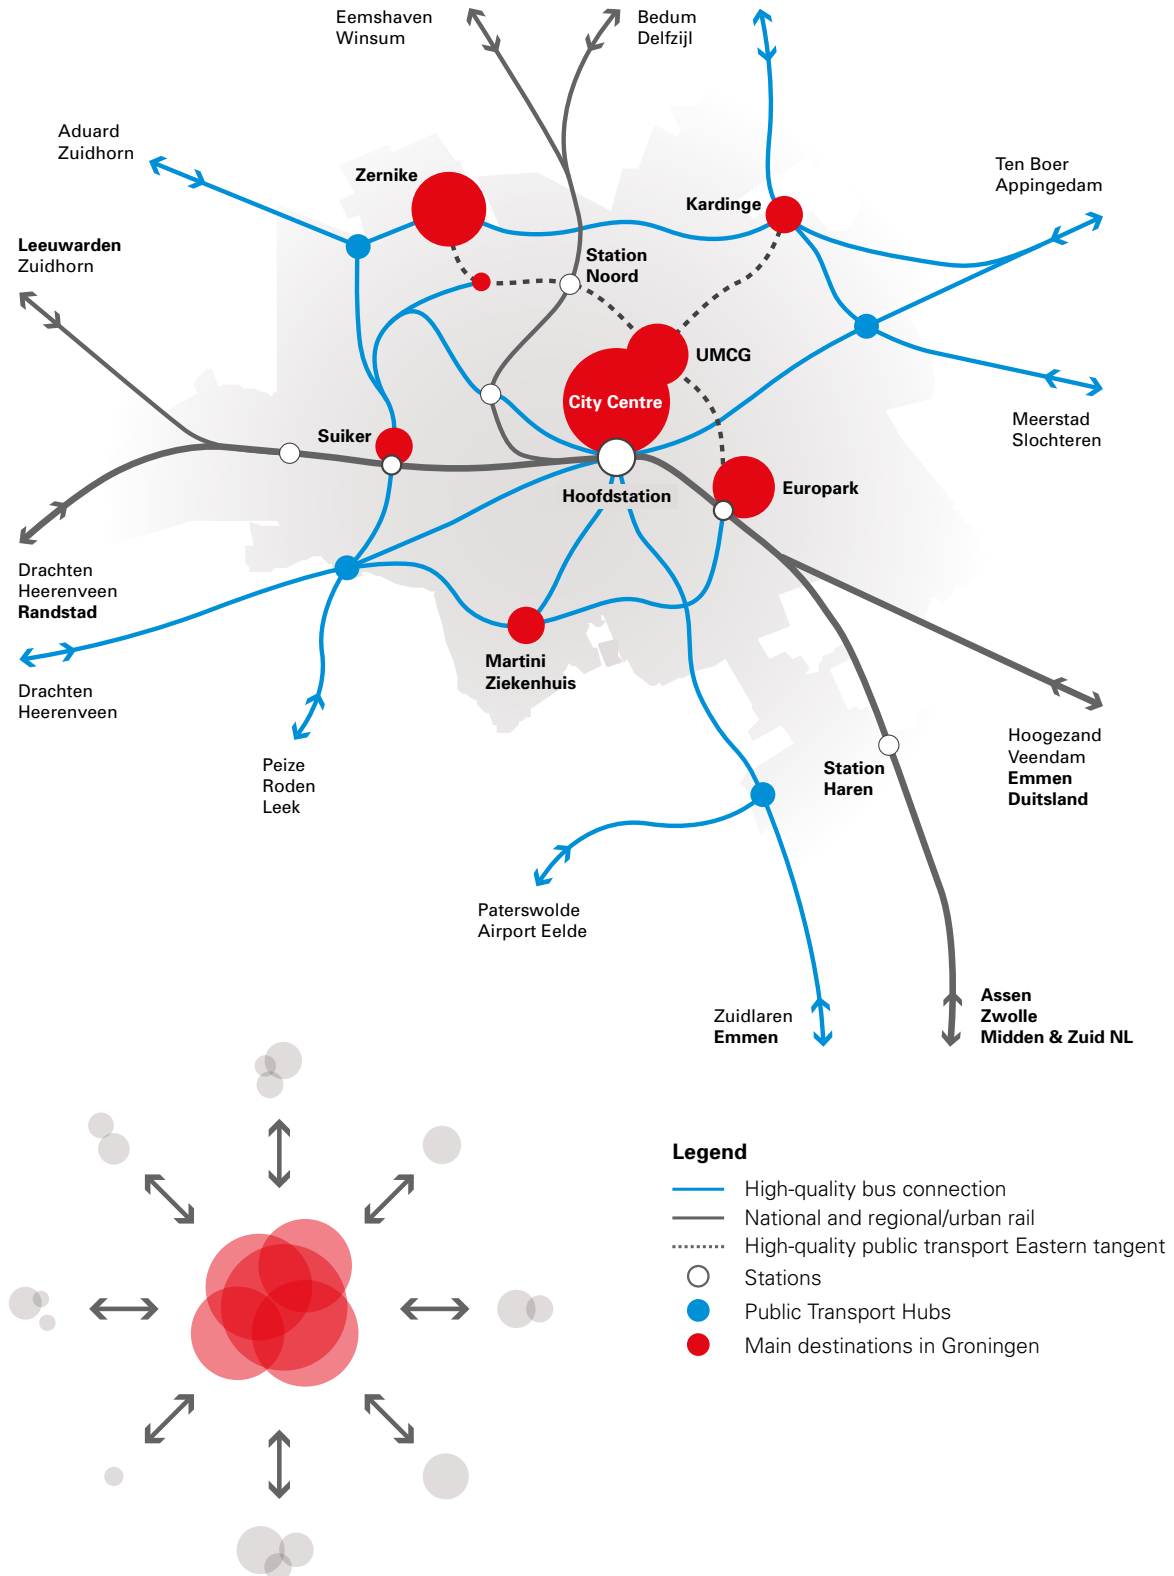 Eemshaven
Winsum
Bedum
Delfzijl
Aduard
Zuidhorn
Zernike
Kardinge
Ten Boer
Appingedam
Leeuwarden
Zuidhorn
Station
Noord
UMCG
City Centre
Suiker
Meerstad
Slochteren
Hoofdstation
Europark
Drachten
Heerenveen
Randstad
Martini
Ziekenhuis
Drachten
Heerenveen
Peize
Roden
Leek
Station
Haren
Hoogezand
Veendam
Emmen
Duitsland
Paterswolde
Airport Eelde
Zuidlaren
Emmen
Assen
Zwolle
Midden & Zuid NL
Legend
High-quality bus connection
National and regional/urban rail
High-quality public transport Eastern tangent
Stations
Public Transport Hubs
Main destinations in Groningen